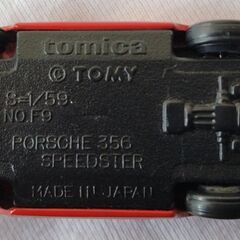 tomica
© TOMY
S=1/59
NO.F9
PORSCHE 356
SPEEDSTER
MADE IN JAPAN